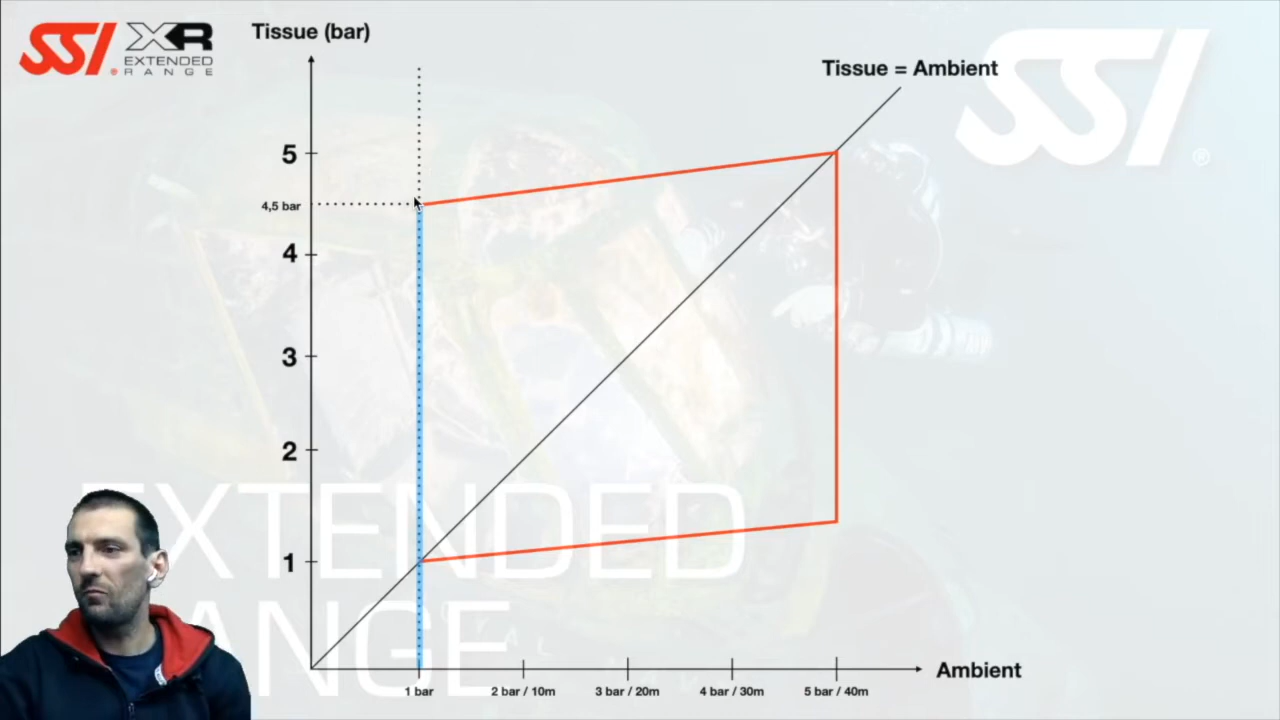 SSI
XR
EXTENDED
RANGE
Tissue (bar)
Tissue = Ambient
SSI
5
4,5 bar
4
3
2
EXTENDED
1
RANGE
Ambient
1 bar
2 bar / 10m
3 bar / 20m
4 bar / 30m
5 bar / 40m